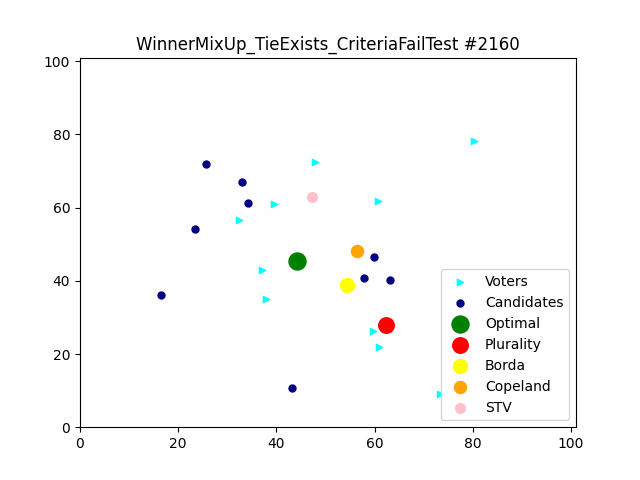 WinnerMixUp_TieExists_CriteriaFailTest #2160
100
80
60
40
20
0
0 20 40 60 80 100
Voters
Candidates
Optimal
Plurality
Borda
Copeland
STV